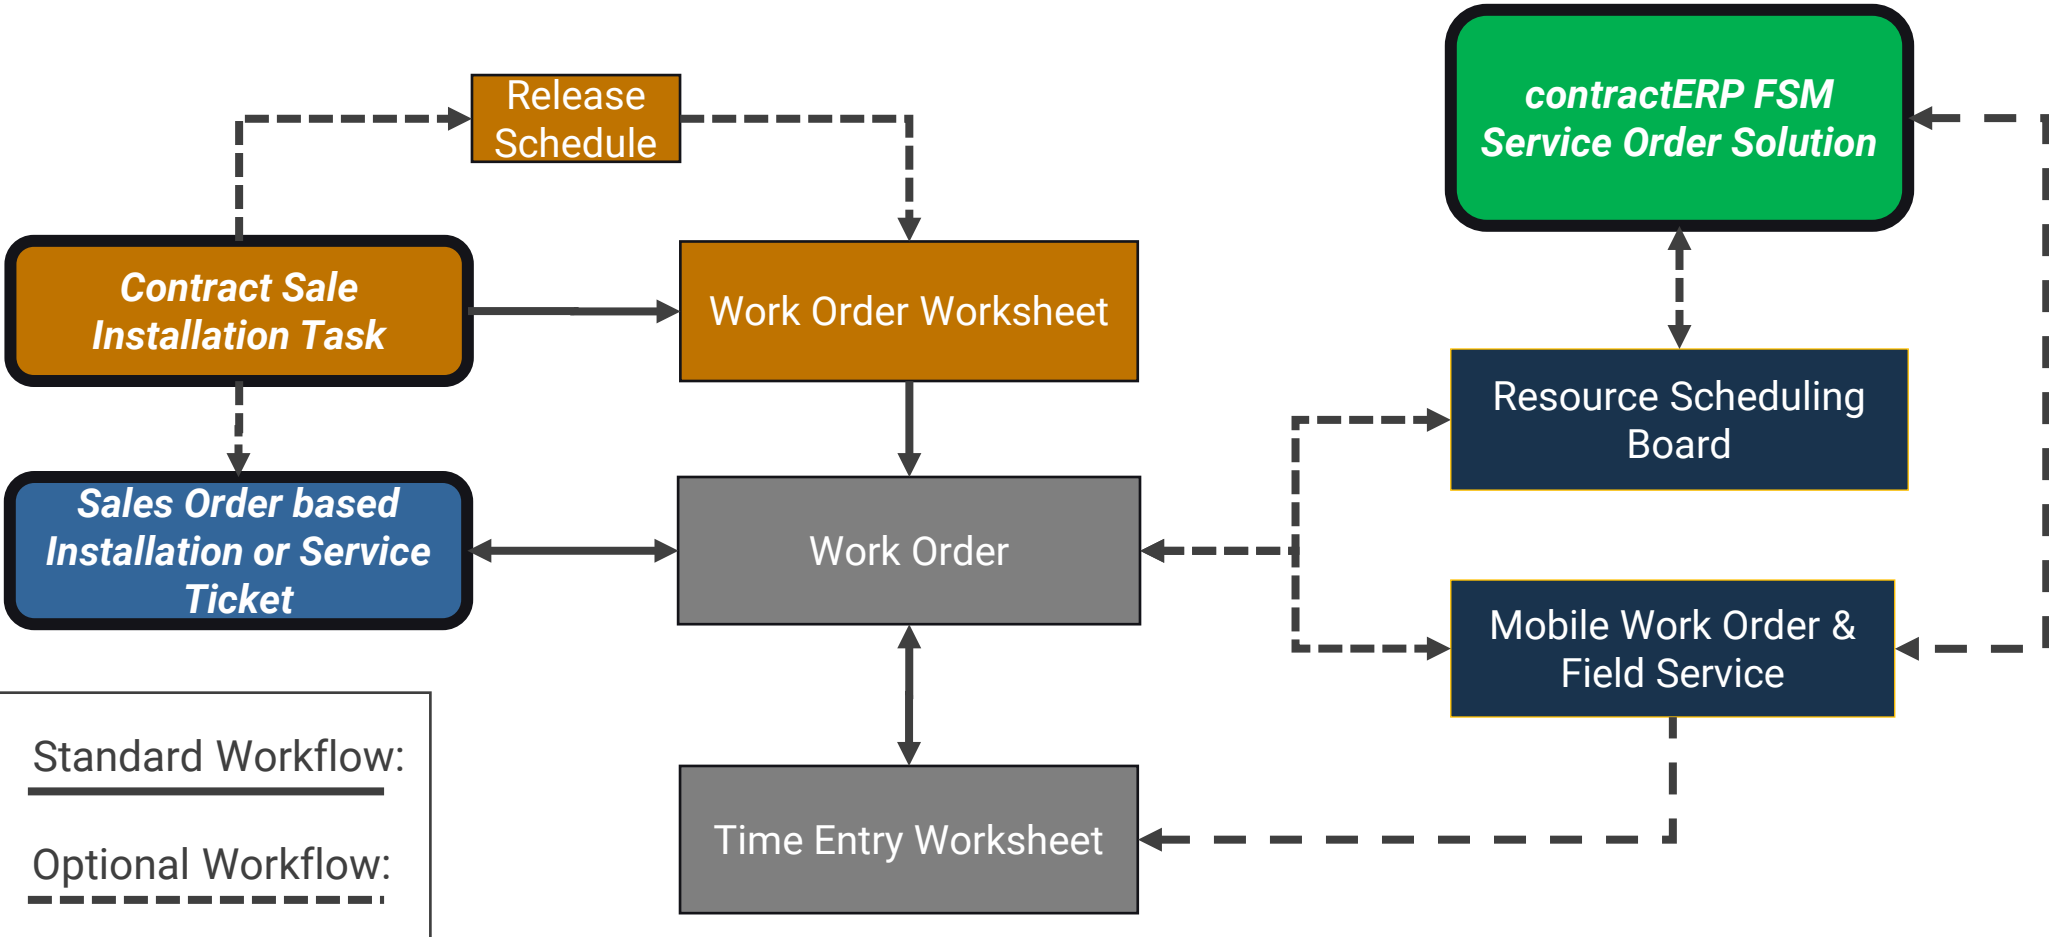 Release
Schedule
contractERP FSM
Service Order Solution
Contract Sale
Installation Task
Work Order Worksheet
Resource Scheduling
Board
Sales Order based
Installation or Service
Ticket
Work Order
Mobile Work Order &
Field Service
Standard Workflow:
Optional Workflow:
Time Entry Worksheet